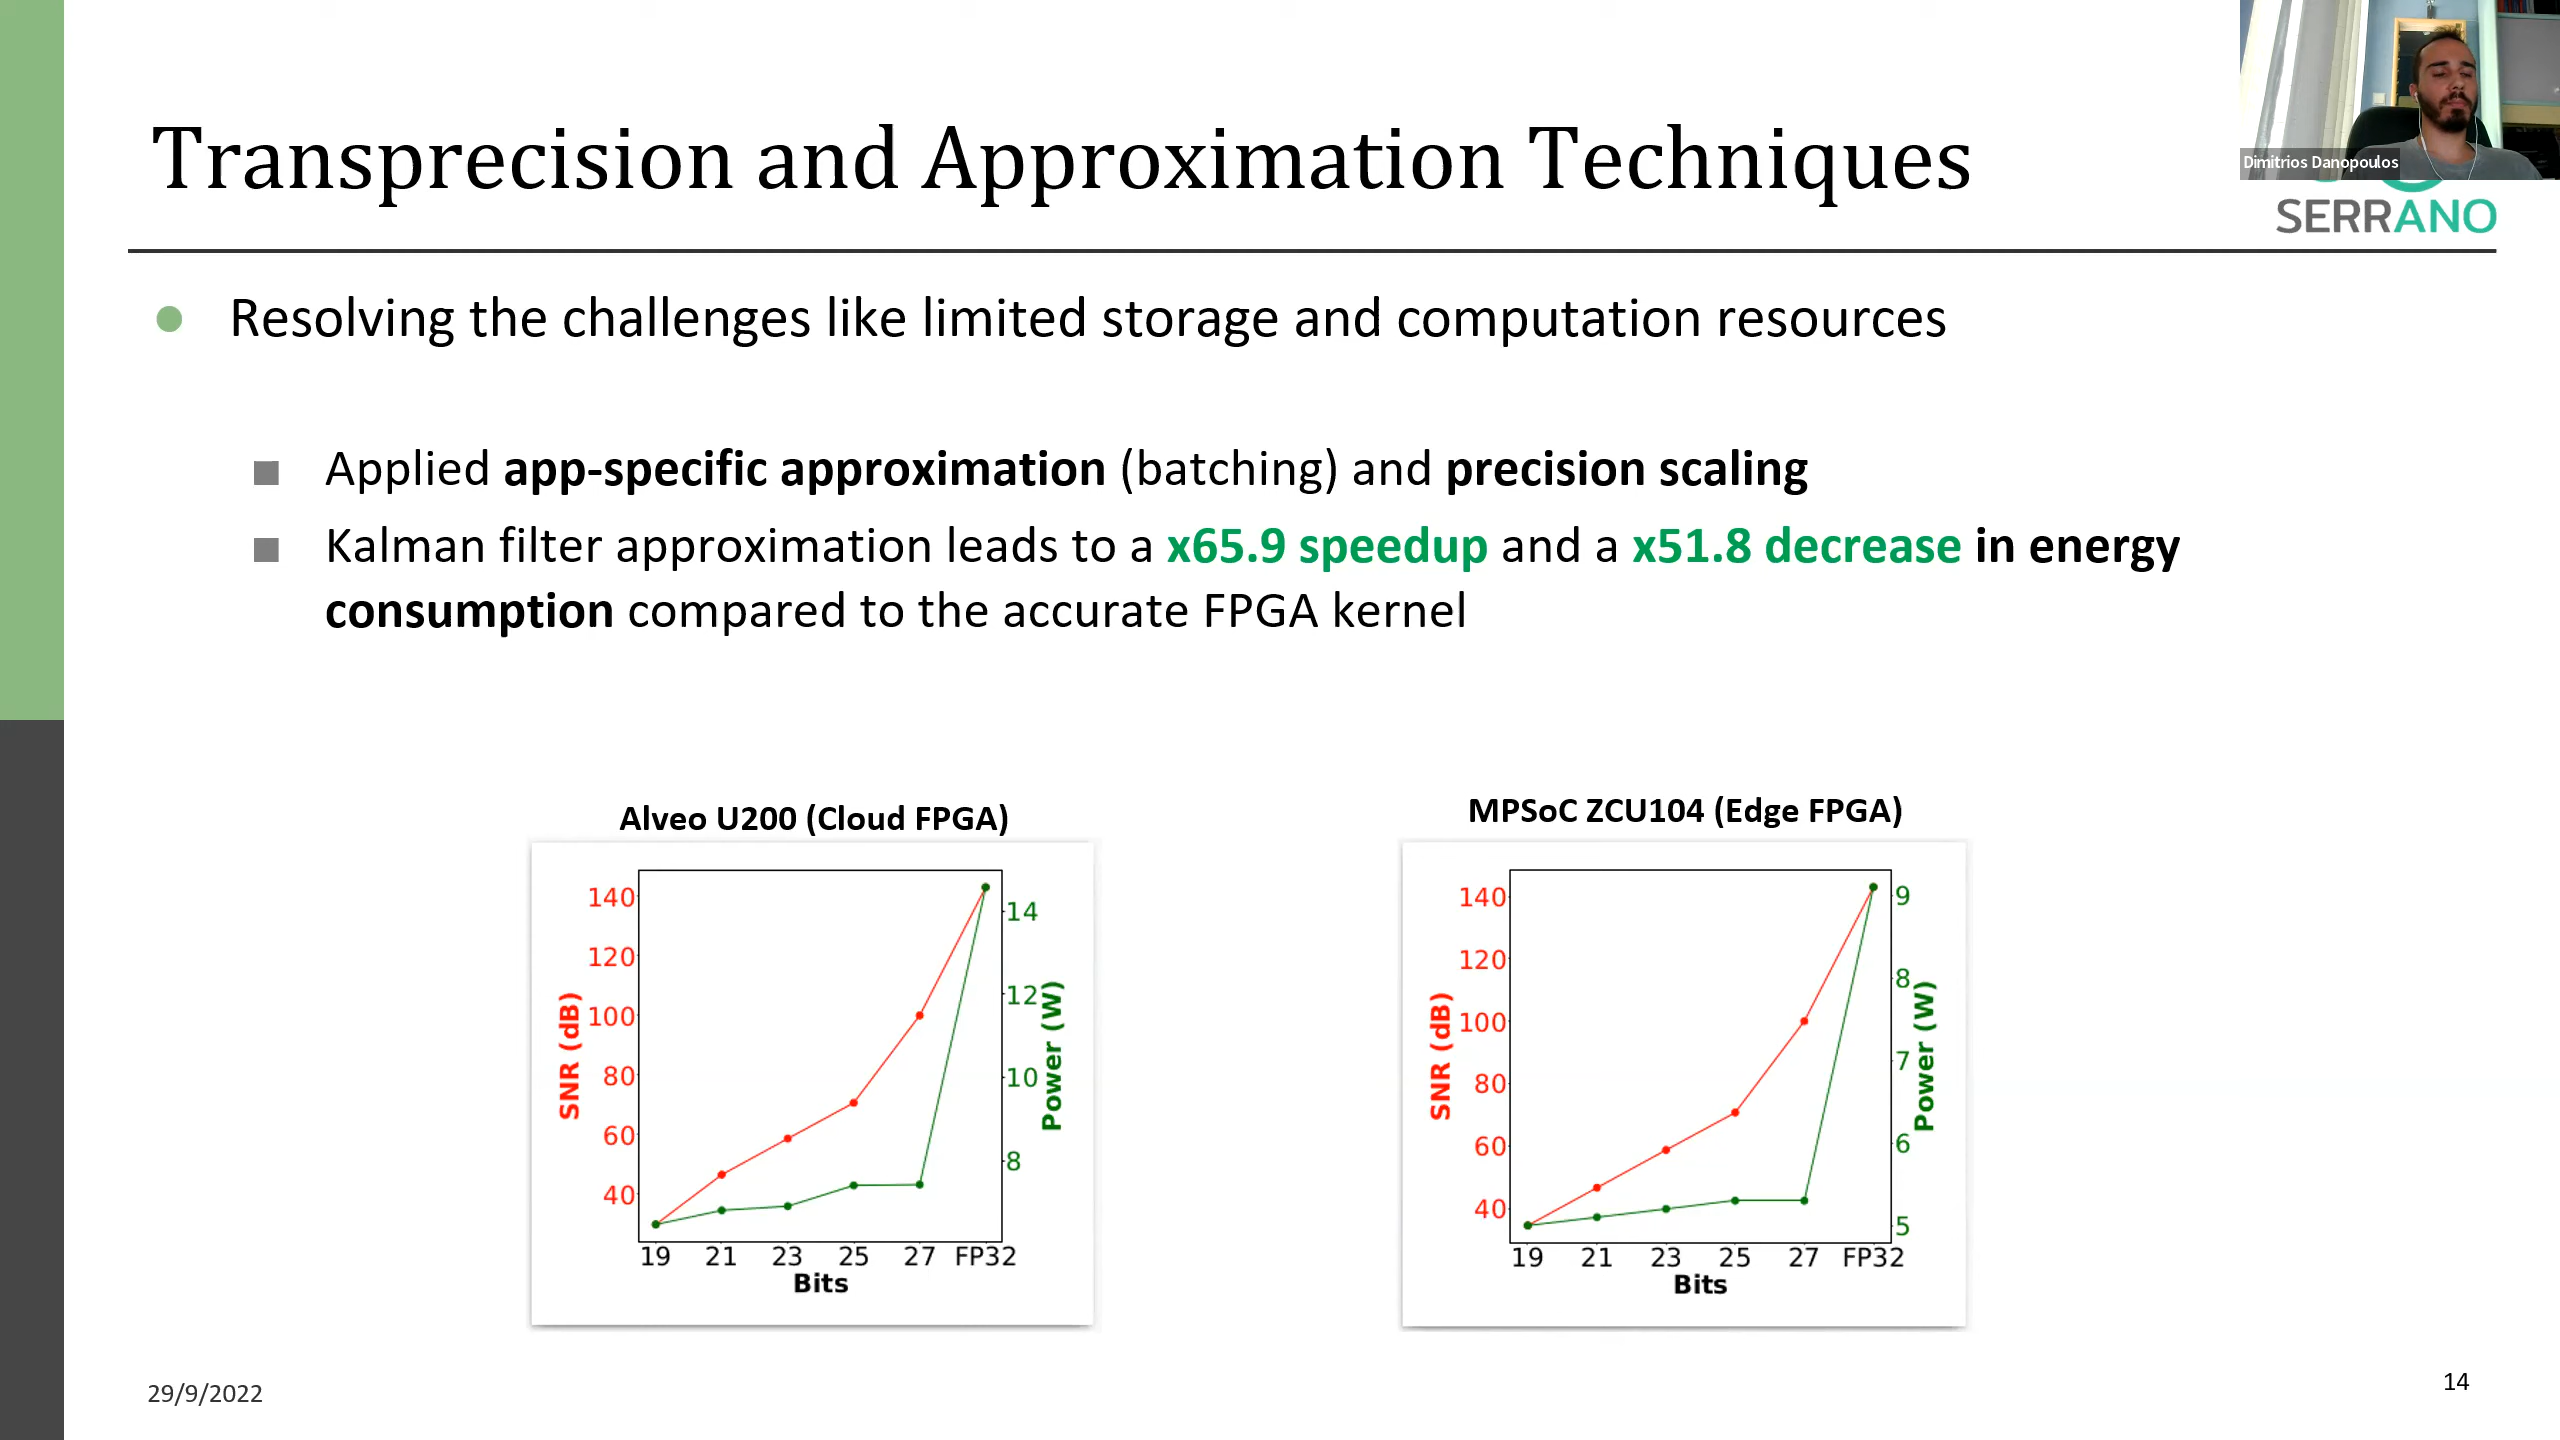 Transprecision and Approximation Techniques
Dimitrios Danopoulos
SERRANO
Resolving the challenges like limited storage and computation resources
Applied app-specific approximation (batching) and precision scaling
Kalman filter approximation leads to a x65.9 speedup and a x51.8 decrease in energy
consumption compared to the accurate FPGA kernel
Alveo U200 (Cloud FPGA)
140
120
100
80
60
40
SNR (dB)
14
12
10
8
Power (W)
19 21 23 25 27 FP32
Bits
MPSoC ZCU104 (Edge FPGA)
140
120
100
80
60
40
SNR (dB)
9
8
7
6
5
Power (W)
19 21 23 25 27 FP32
Bits
29/9/2022
14